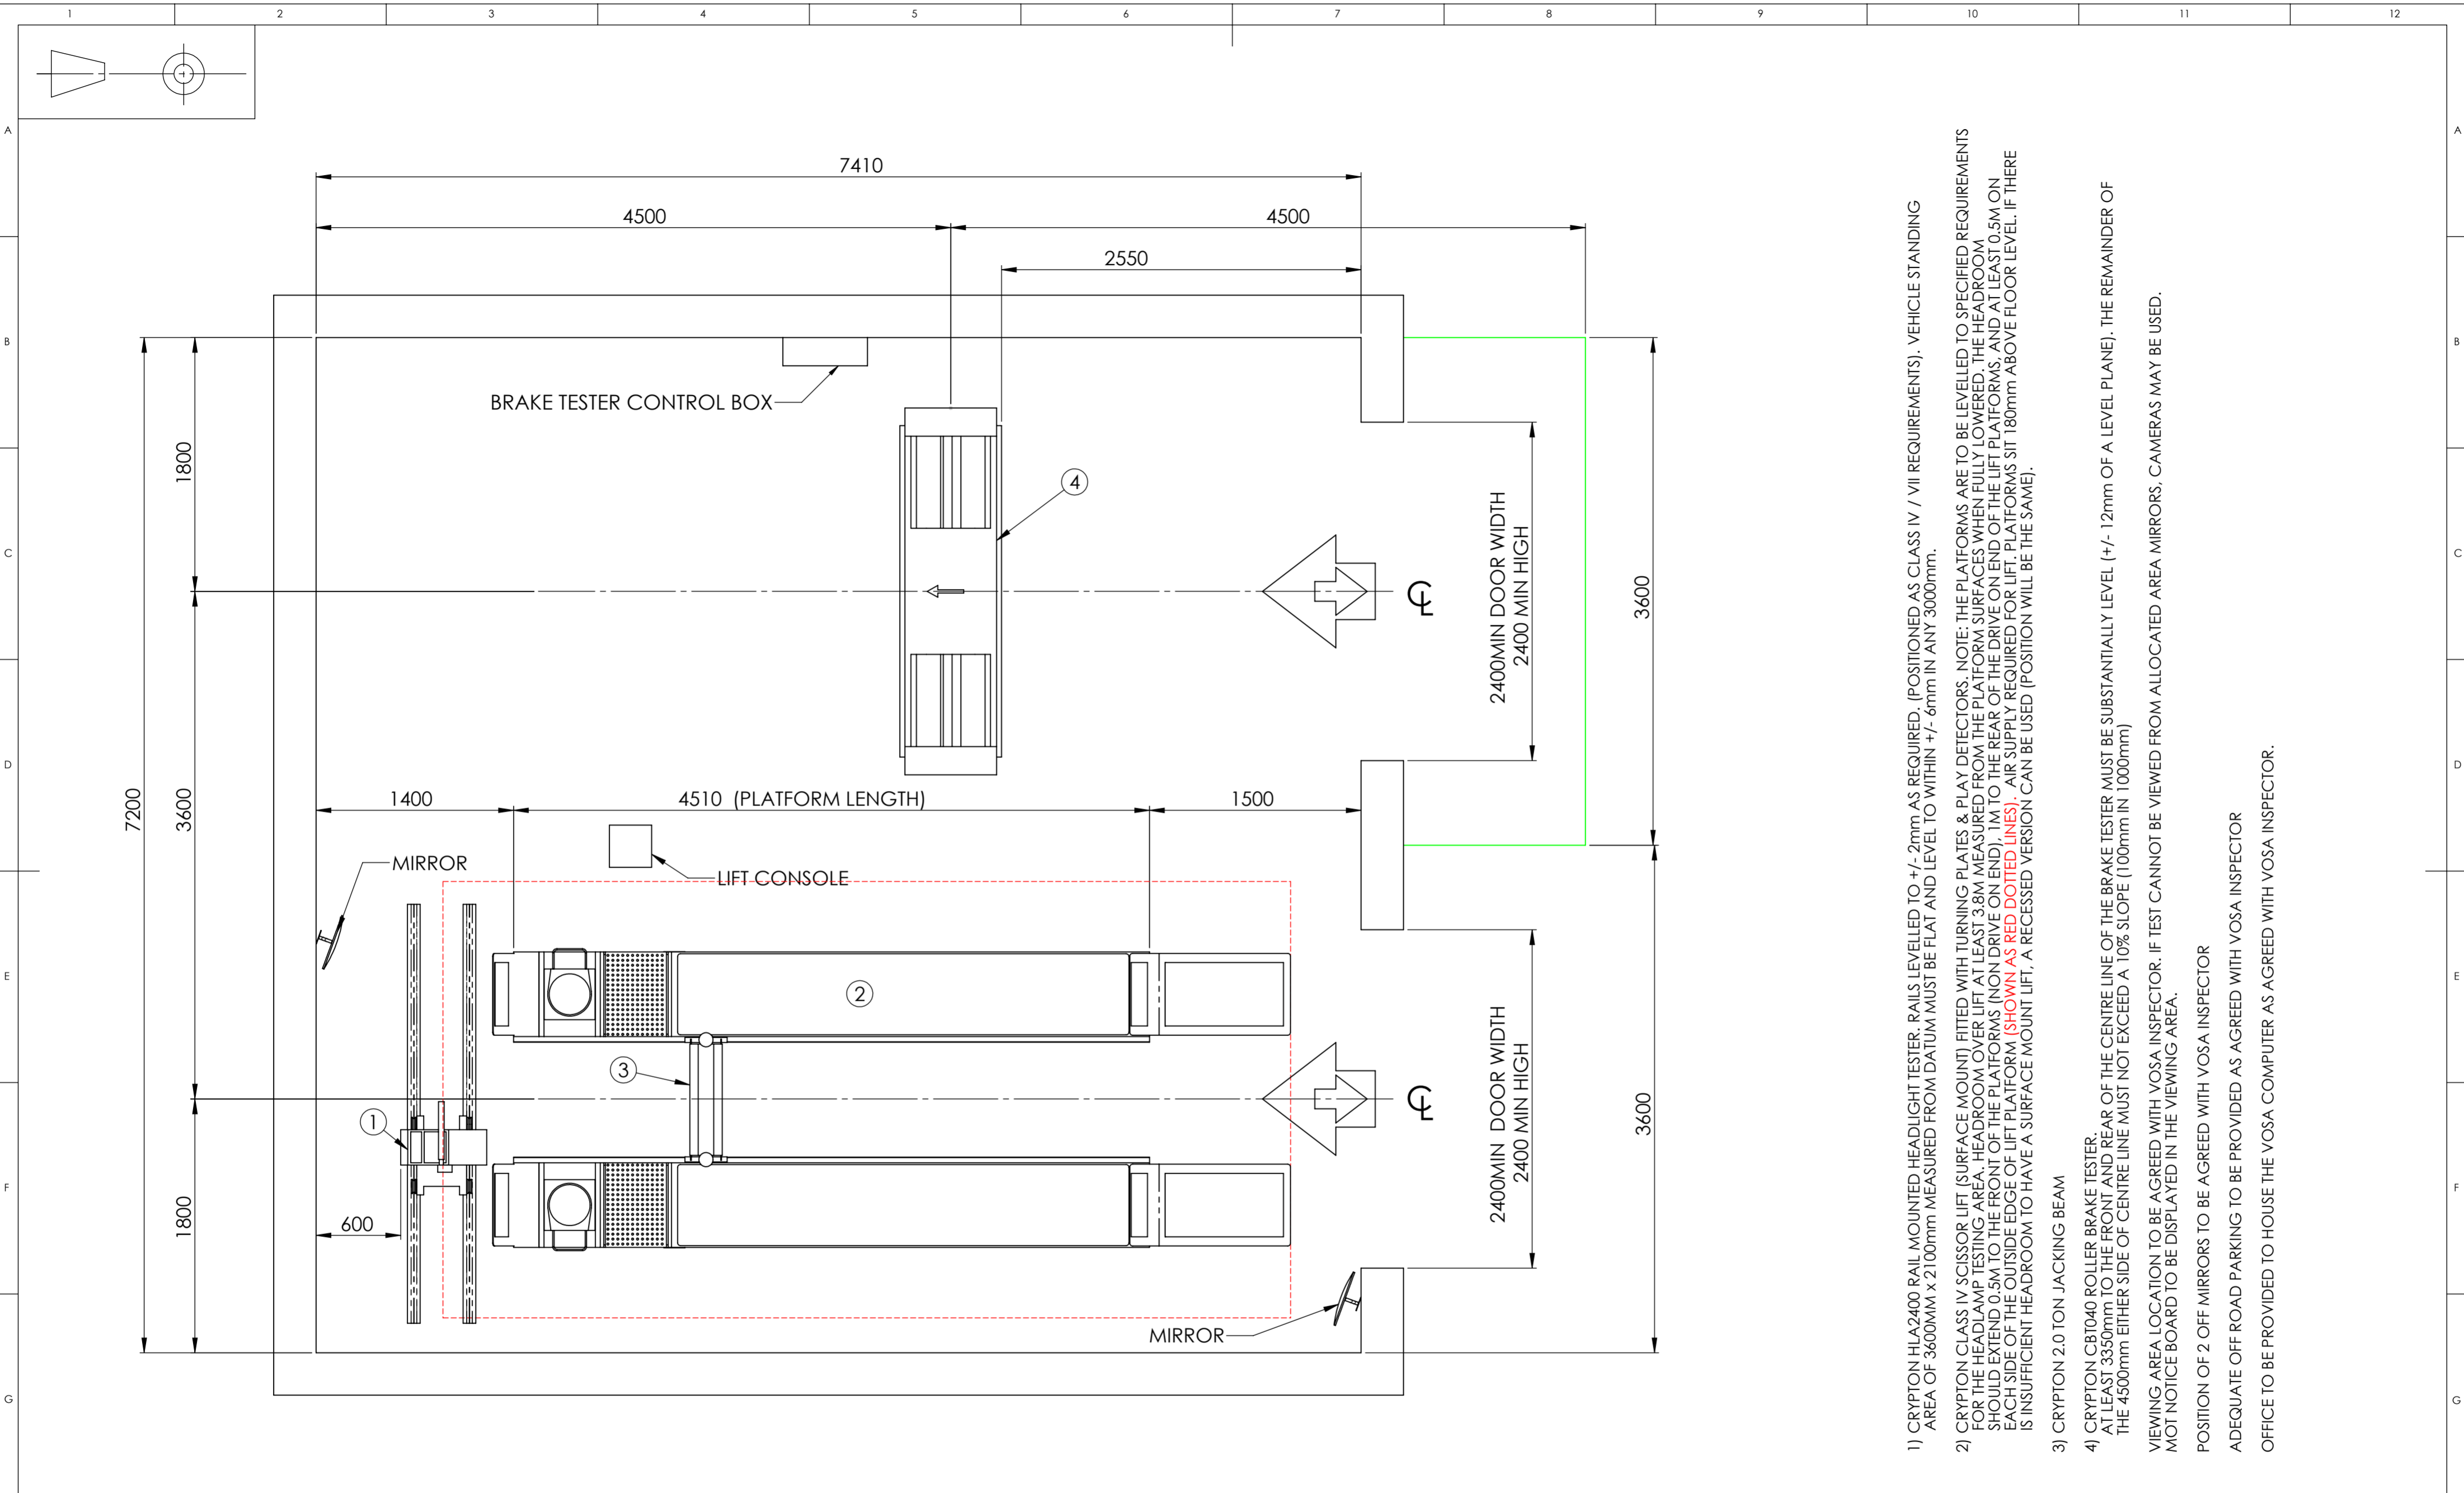 1 2 3 4 5 6 7 8 9 10 11 12
A A
7410
4500 4500
2550
B B
BRAKE TESTER CONTROL BOX
1800
4
2400MIN DOOR WIDTH
2400 MIN HIGH
C C
℄
3600
D D
7200
3600
1400 4510 (PLATFORM LENGTH) 1500
MIRROR
LIFT CONSOLE
E E
2
3
2400MIN DOOR WIDTH
2400 MIN HIGH
℄
3600
1
F F
1800
600
MIRROR
G G
1) CRYPTON HLA2400 RAIL MOUNTED HEADLIGHT TESTER. RAILS LEVELLED TO +/- 2mm AS REQUIRED. (POSITIONED AS CLASS IV / VII REQUIREMENTS). VEHICLE STANDING
AREA OF 3600MM x 2100mm MEASURED FROM DATUM MUST BE FLAT AND LEVEL TO WITHIN +/- 6mm IN ANY 3000mm.
2) CRYPTON CLASS IV SCISSOR LIFT (SURFACE MOUNT) FITTED WITH TURNING PLATES & PLAY DETECTORS. NOTE: THE PLATFORMS ARE TO BE LEVELLED TO SPECIFIED REQUIREMENTS
FOR THE HEADLAMP TESTING AREA. HEADROOM OVER LIFT AT LEAST 3.8M MEASURED FROM THE PLATFORM SURFACES WHEN FULLY LOWERED. THE HEADROOM
SHOULD EXTEND 0.5M TO THE FRONT OF THE PLATFORMS (NON DRIVE ON END), 1M TO THE REAR OF THE DRIVE ON END OF THE LIFT PLATFORMS, AND AT LEAST 0.5M ON
EACH SIDE OF THE OUTSIDE EDGE OF LIFT PLATFORM (SHOWN AS RED DOTTED LINES). AIR SUPPLY REQUIRED FOR LIFT. PLATFORMS SIT 180mm ABOVE FLOOR LEVEL. IF THERE
IS INSUFFICIENT HEADROOM TO HAVE A SURFACE MOUNT LIFT, A RECESSED VERSION CAN BE USED (POSITION WILL BE THE SAME).
3) CRYPTON 2.0 TON JACKING BEAM
4) CRYPTON CBT040 ROLLER BRAKE TESTER.
AT LEAST 3350mm TO THE FRONT AND REAR OF THE CENTRE LINE OF THE BRAKE TESTER MUST BE SUBSTANTIALLY LEVEL (+/- 12mm OF A LEVEL PLANE). THE REMAINDER OF
THE 4500mm EITHER SIDE OF CENTRE LINE MUST NOT EXCEED A 10% SLOPE (100mm IN 1000mm)
VIEWING AREA LOCATION TO BE AGREED WITH VOSA INSPECTOR. IF TEST CANNOT BE VIEWED FROM ALLOCATED AREA MIRRORS, CAMERAS MAY BE USED.
MOT NOTICE BOARD TO BE DISPLAYED IN THE VIEWING AREA.
POSITION OF 2 OFF MIRRORS TO BE AGREED WITH VOSA INSPECTOR
ADEQUATE OFF ROAD PARKING TO BE PROVIDED AS AGREED WITH VOSA INSPECTOR
OFFICE TO BE PROVIDED TO HOUSE THE VOSA COMPUTER AS AGREED WITH VOSA INSPECTOR.